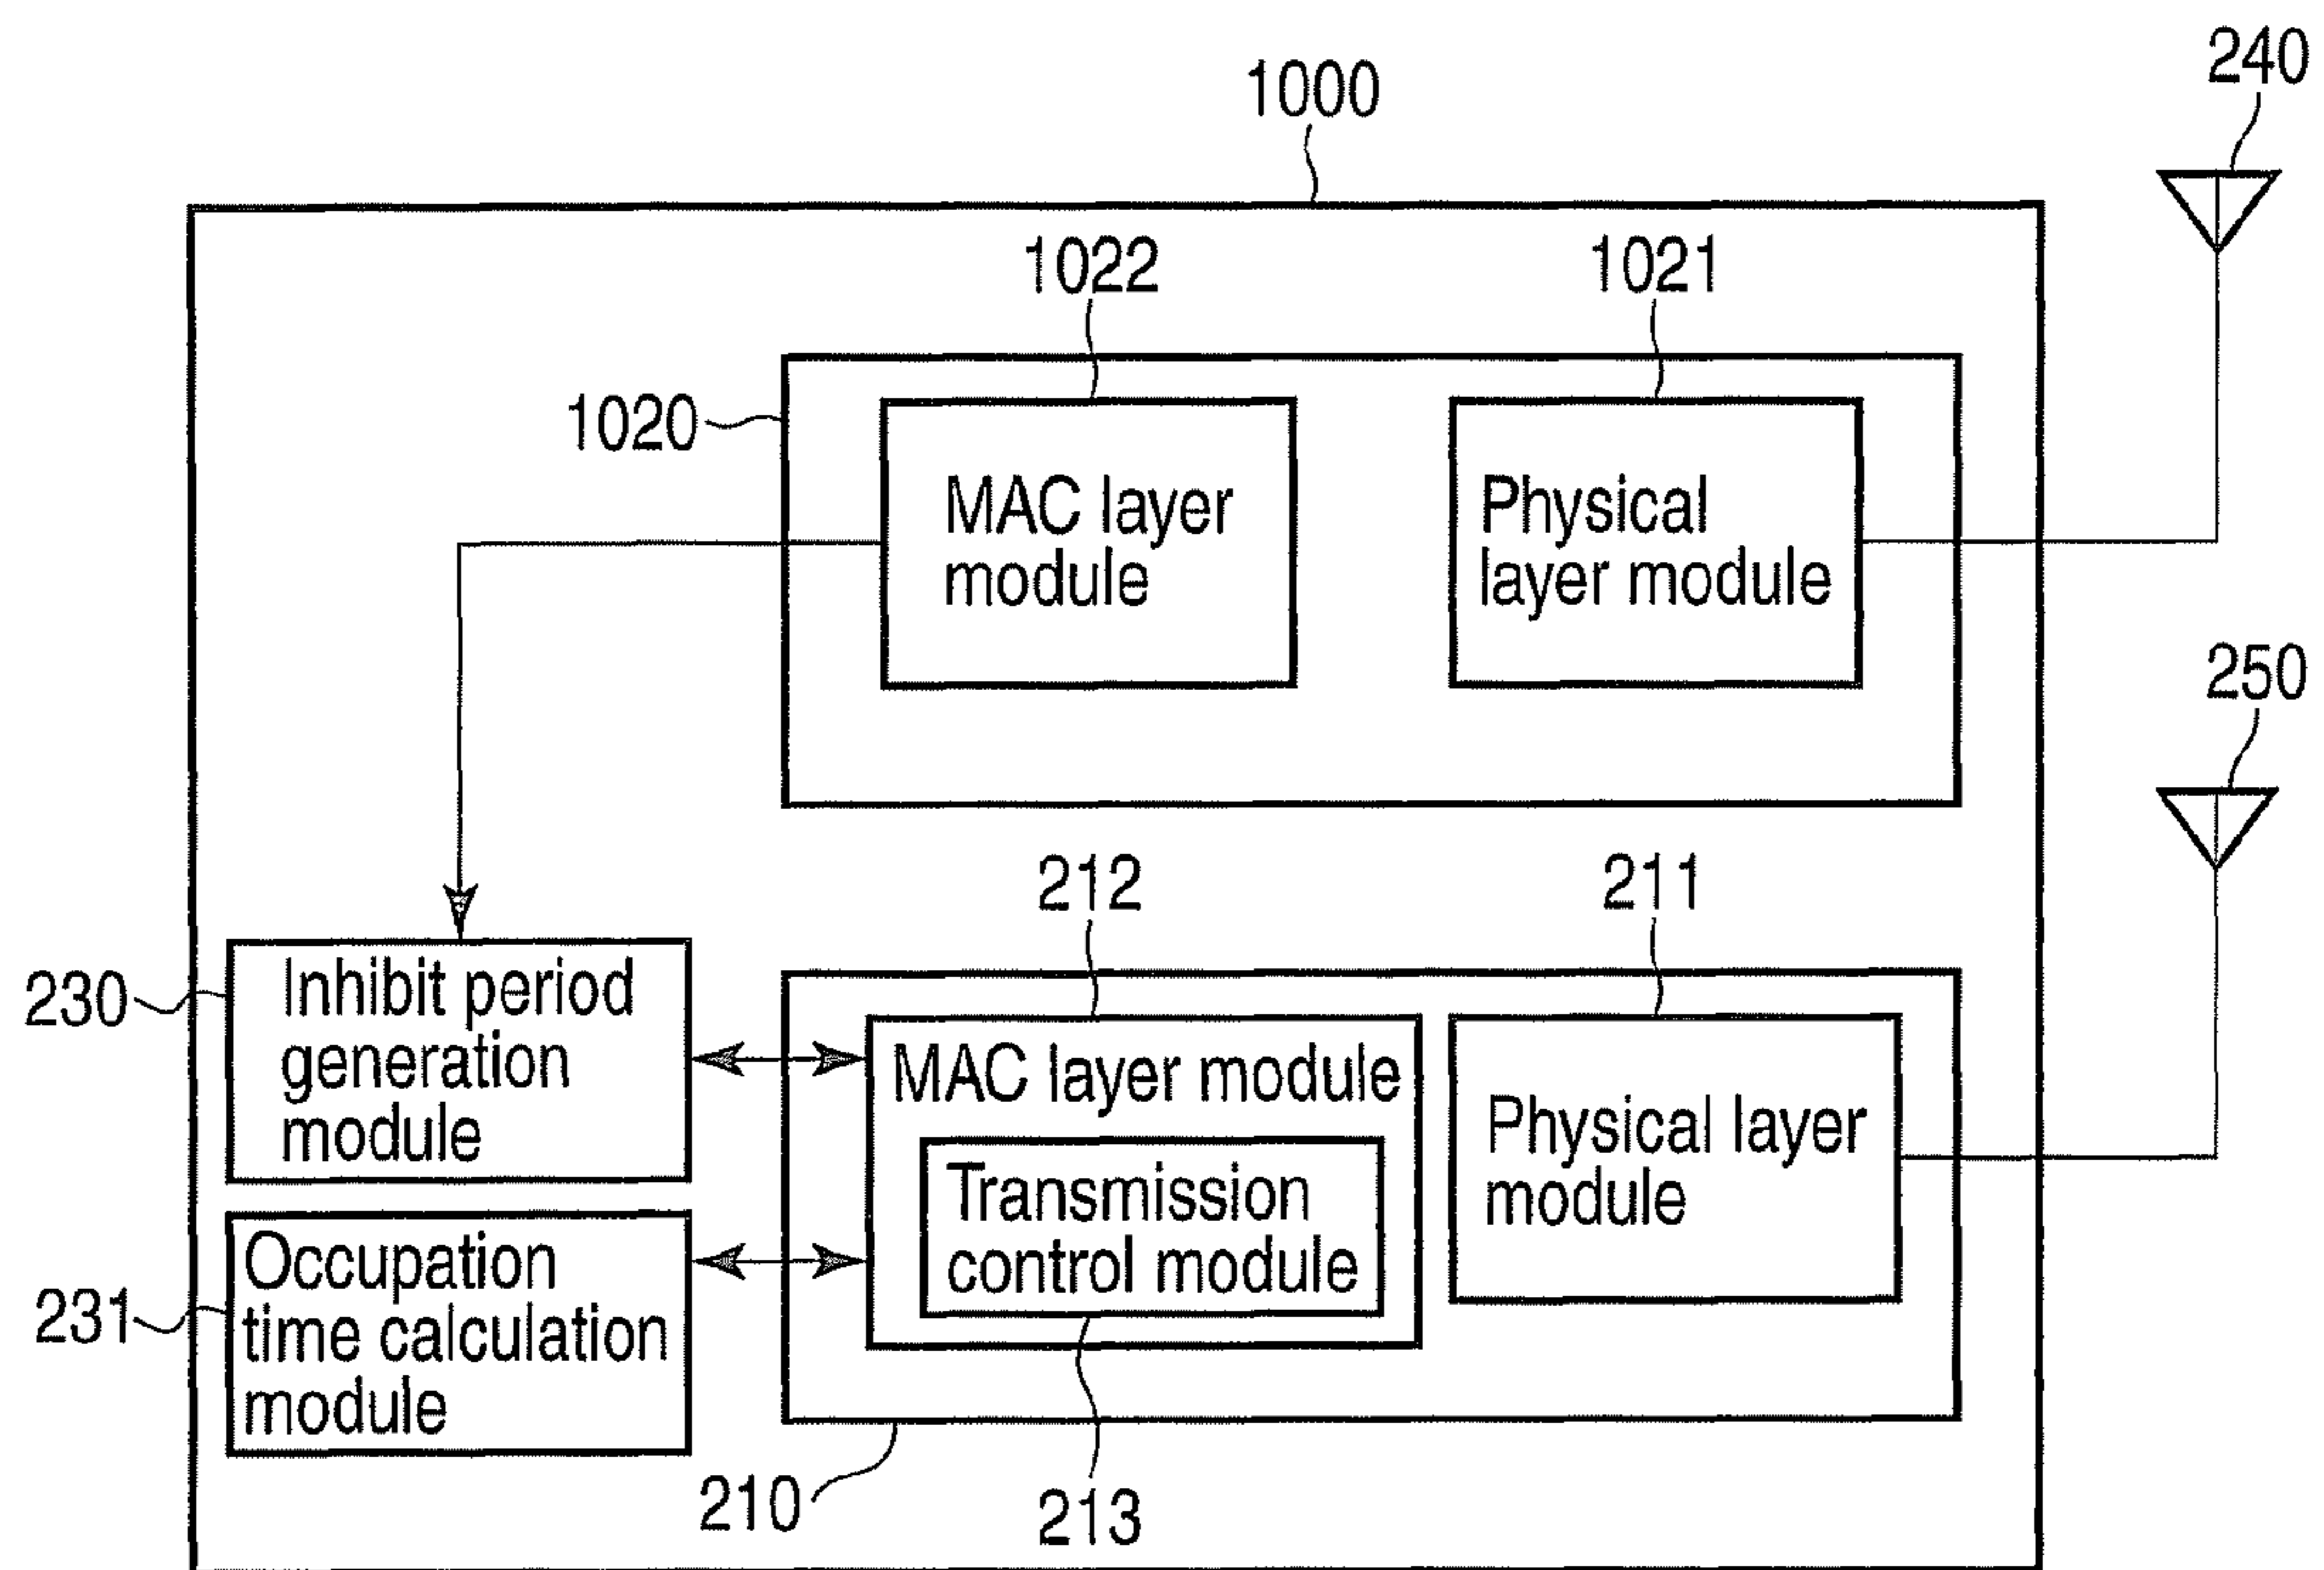 240
1000
1022
1021
1020
MAC layer
module
Physical
layer module
250
212
211
230
Inhibit period
generation
module
MAC layer module
Physical layer
module
Transmission
control module
231
Occupation
time calculation
module
210
213